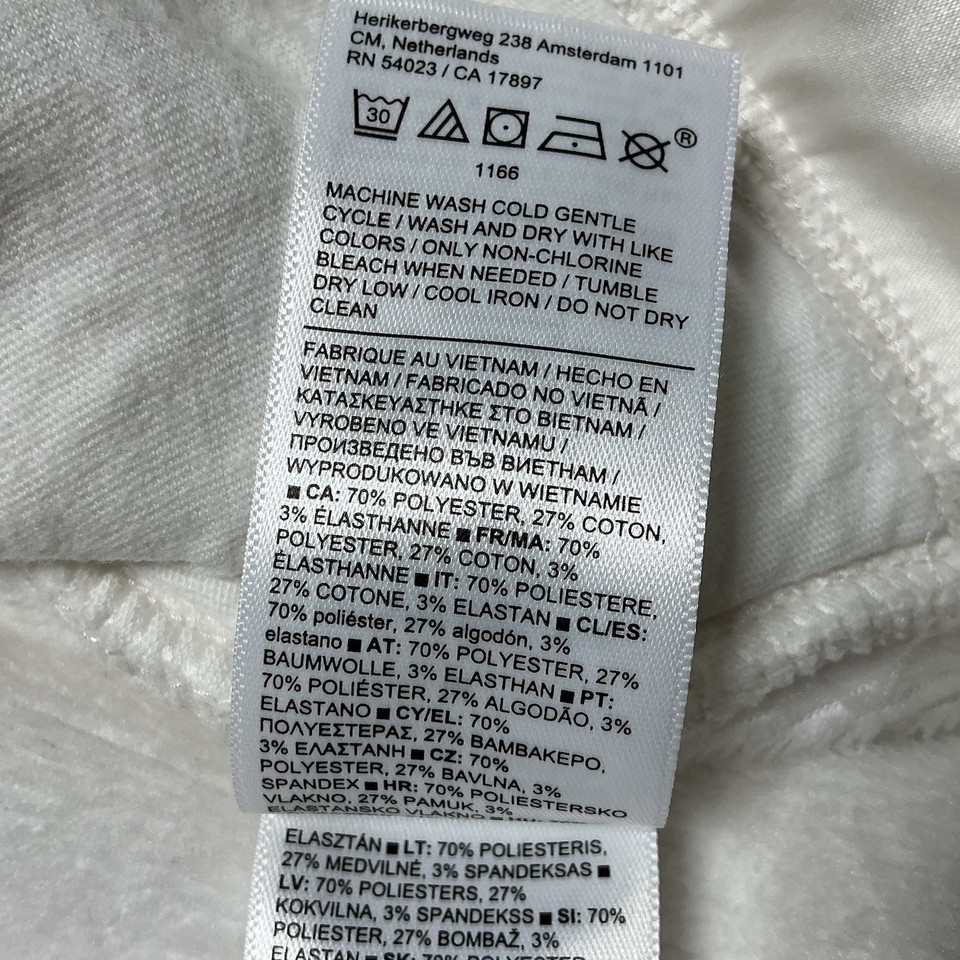 Herikerbergweg 238 Amsterdam 1101
CM, Netherlands
RN 54023 / CA 17897
30 ®
1166
MACHINE WASH COLD GENTLE
CYCLE / WASH AND DRY WITH LIKE
COLORS / ONLY NON-CHLORINE
BLEACH WHEN NEEDED / TUMBLE
DRY LOW / COOL IRON / DO NOT DRY
CLEAN
FABRIQUE AU VIETNAM / HECHO EN
VIETNAM / FABRICADO NO VIETNÃ /
ΚΑΤΑΣΚΕΥΑΣΤΗΚΕ ΣΤΟ ΒΙΕΤΝΑΜ /
VYROBENO VE VIETNAMU /
ПРОИЗВЕДЕНО ВЪВ ВИЕТНАМ /
WYPRODUKOWANO W WIETNAMIE
■ CA: 70% POLYESTER, 27% COTON,
3% ÉLASTHANNE ■ FR/MA: 70%
POLYESTER, 27% COTON, 3%
ÉLASTHANNE ■ IT: 70% POLIESTERE,
27% COTONE, 3% ELASTAN ■ CL/ES:
70% poliéster, 27% algodón, 3%
elastano ■ AT: 70% POLYESTER, 27%
BAUMWOLLE, 3% ELASTHAN ■ PT:
70% POLIÉSTER, 27% ALGODÃO, 3%
ELASTANO ■ CY/EL: 70%
ΠΟΛΥΕΣΤΕΡΑΣ, 27% ΒΑΜΒΑΚΕΡΟ,
3% ΕΛΑΣΤΑΝΗ ■ CZ: 70%
POLYESTER, 27% BAVLNA, 3%
SPANDEX ■ HR: 70% POLIESTERSKO
VLAKNO, 27% PAMUK, 3%
ELASTANSKO VLAKNO ■
ELASZTÁN ■ LT: 70% POLIESTERIS,
27% MEDVILNĖ, 3% SPANDEKSAS ■
LV: 70% POLIESTERS, 27%
KOKVILNA, 3% SPANDEKSS ■ SI: 70%
POLIESTER, 27% BOMBAŽ, 3%
ELASTAN ■ SK: 70% POLYESTER